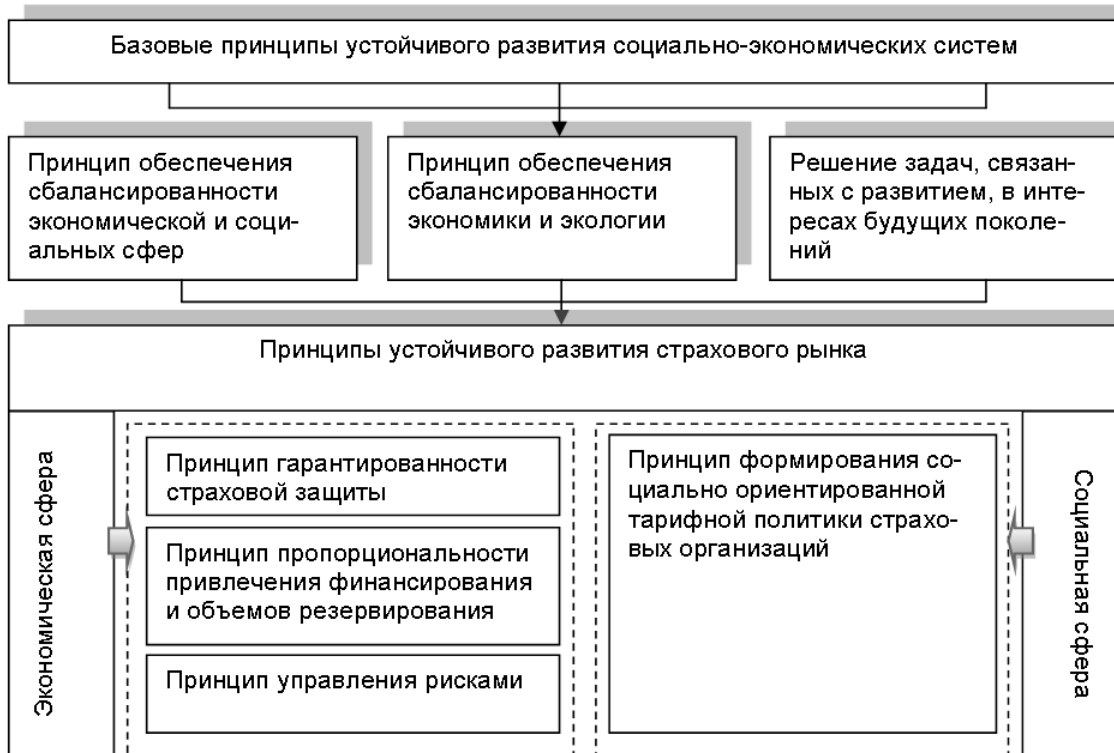 Базовые принципы устойчивого развития социально-экономических систем
Принцип обеспечения
сбалансированности
экономической и соци-
альных сфер
Принцип обеспечения
сбалансированности
экономики и экологии
Решение задач, связан-
ных с развитием, в инте-
ресах будущих поколе-
ний
Принципы устойчивого развития страхового рынка
Экономическая сфера
Принцип гарантированности
страховой защиты
Принцип пропорциональности
привлечения финансирования
и объемов резервирования
Принцип управления рисками
Принцип формирования со-
циально ориентированной
тарифной политики страхо-
вых организаций
Социальная сфера